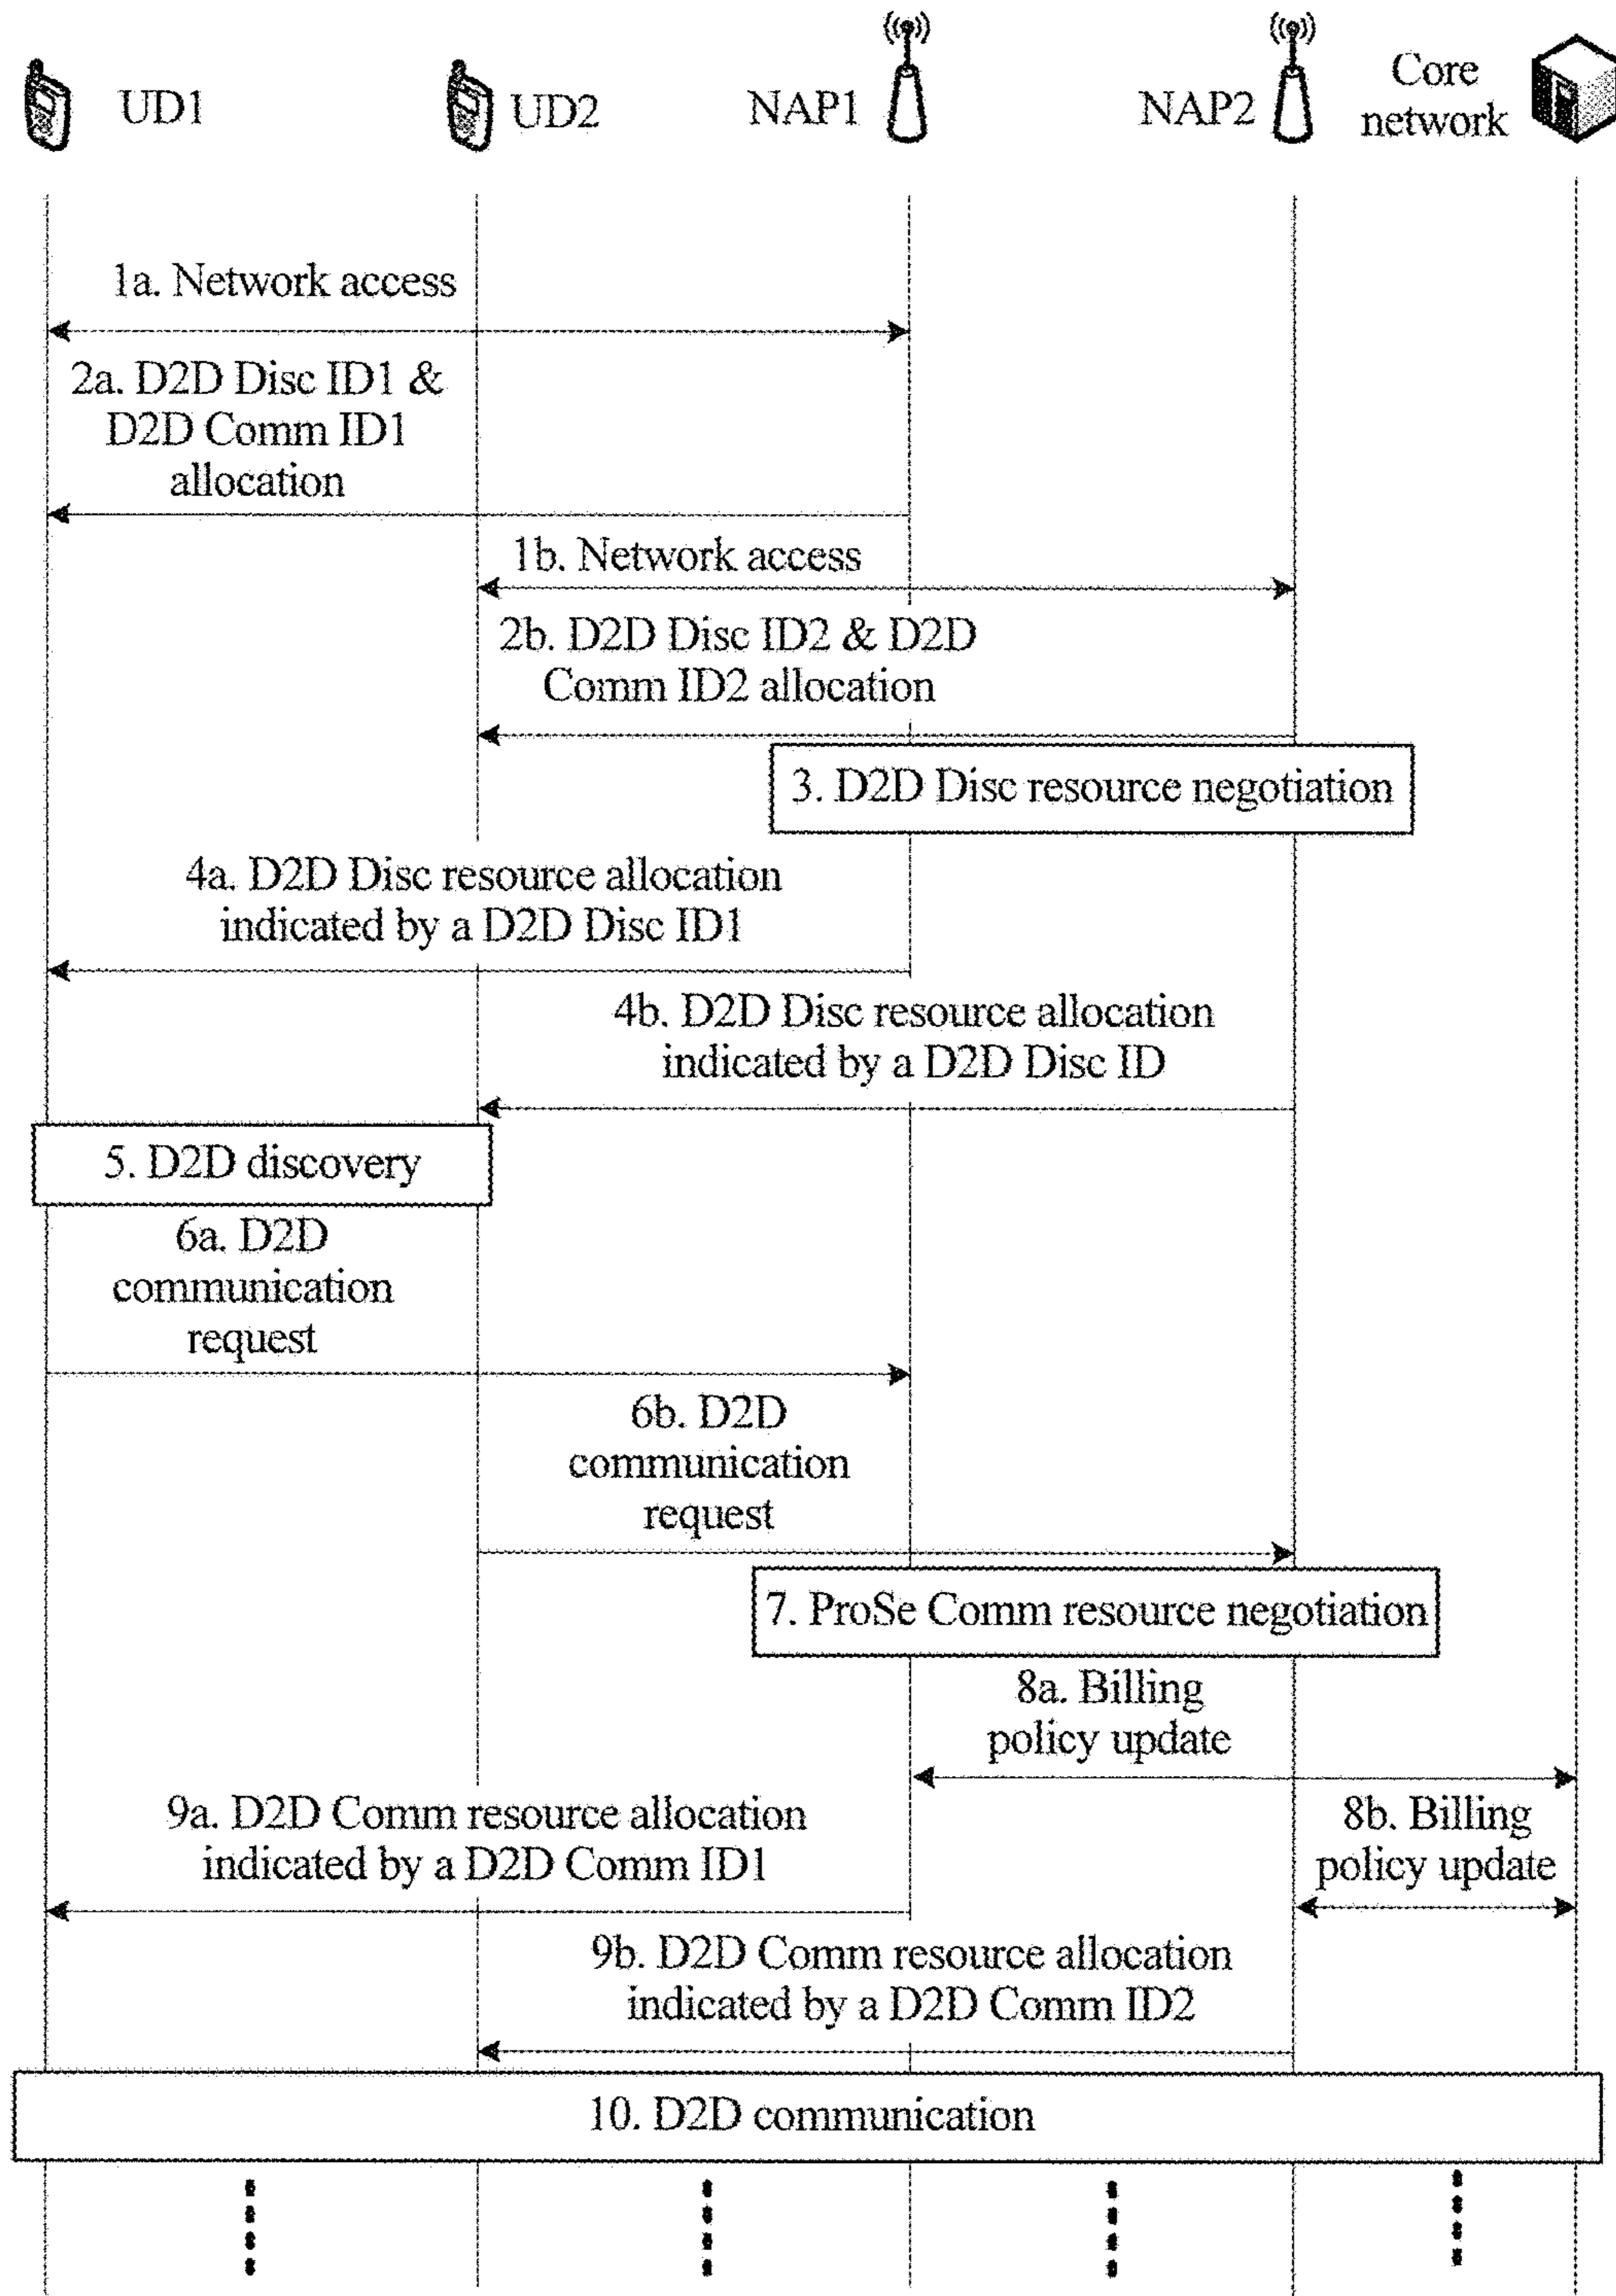 UD1
UD2
NAP1
NAP2
Core
network
1a. Network access
2a. D2D Disc ID1 &
D2D Comm ID1
allocation
1b. Network access
2b. D2D Disc ID2 & D2D
Comm ID2 allocation
3. D2D Disc resource negotiation
4a. D2D Disc resource allocation
indicated by a D2D Disc ID1
4b. D2D Disc resource allocation
indicated by a D2D Disc ID
5. D2D discovery
6a. D2D
communication
request
6b. D2D
communication
request
7. ProSe Comm resource negotiation
8a. Billing
policy update
9a. D2D Comm resource allocation
indicated by a D2D Comm ID1
8b. Billing
policy update
9b. D2D Comm resource allocation
indicated by a D2D Comm ID2
10. D2D communication